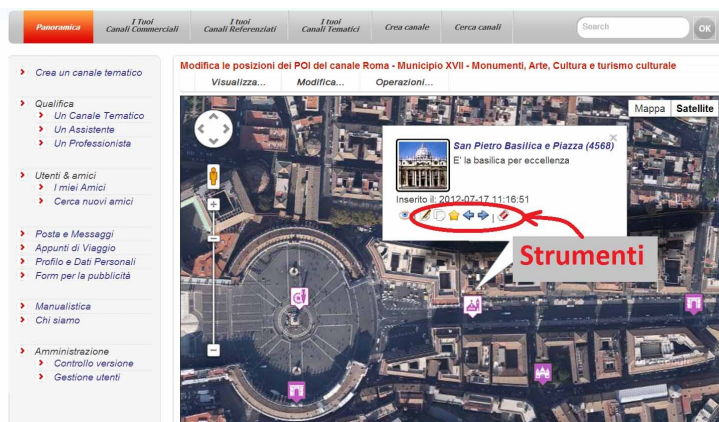 Panoramica
I Tuoi
Canali Commerciali
I tuoi
Canali Referenziati
I tuoi
Canali Tematici
Crea canale
Cerca canali
Search
OK
Crea un canale tematico
Qualifica
Un Canale Tematico
Un Assistente
Un Professionista
Utenti & amici
I miei Amici
Cerca nuovi amici
Posta e Messaggi
Appunti di Viaggio
Profilo e Dati Personali
Form per la pubblicità
Manualistica
Chi siamo
Amministrazione
Controllo versione
Gestione utenti
Modifica le posizioni dei POI del canale Roma - Municipio XVII - Monumenti, Arte, Cultura e turismo culturale
Visualizza...
Modifica...
Operazioni...
Mappa
Satellite
San Pietro Basilica e Piazza (4568)
E' la basilica per eccellenza
Inserito il: 2012-07-17 11:16:51
Strumenti